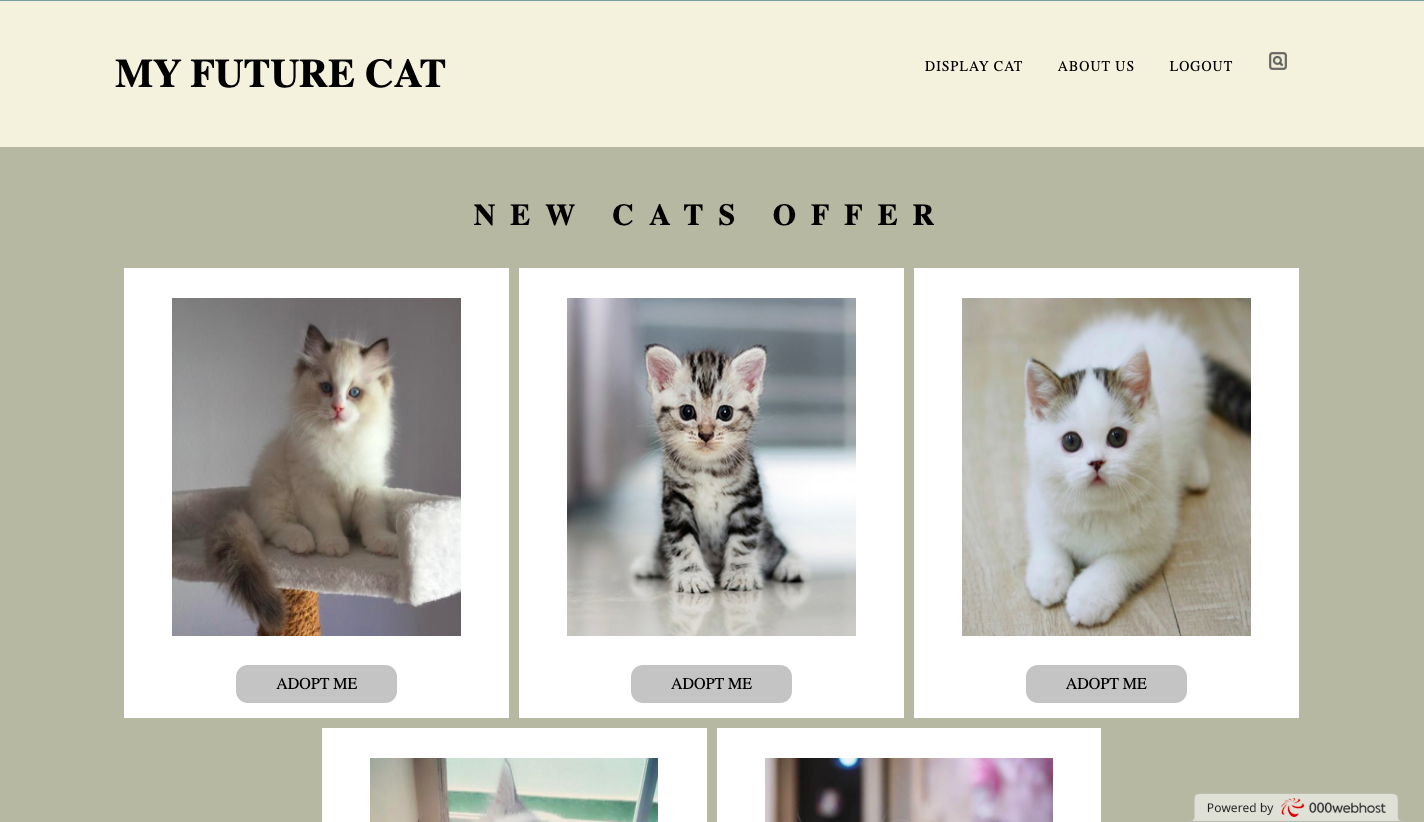 MY FUTURE CAT
DISPLAY CAT ABOUT US LOGOUT
NEW CATS OFFER
ADOPT ME ADOPT ME ADOPT ME
Powered by 000webhost